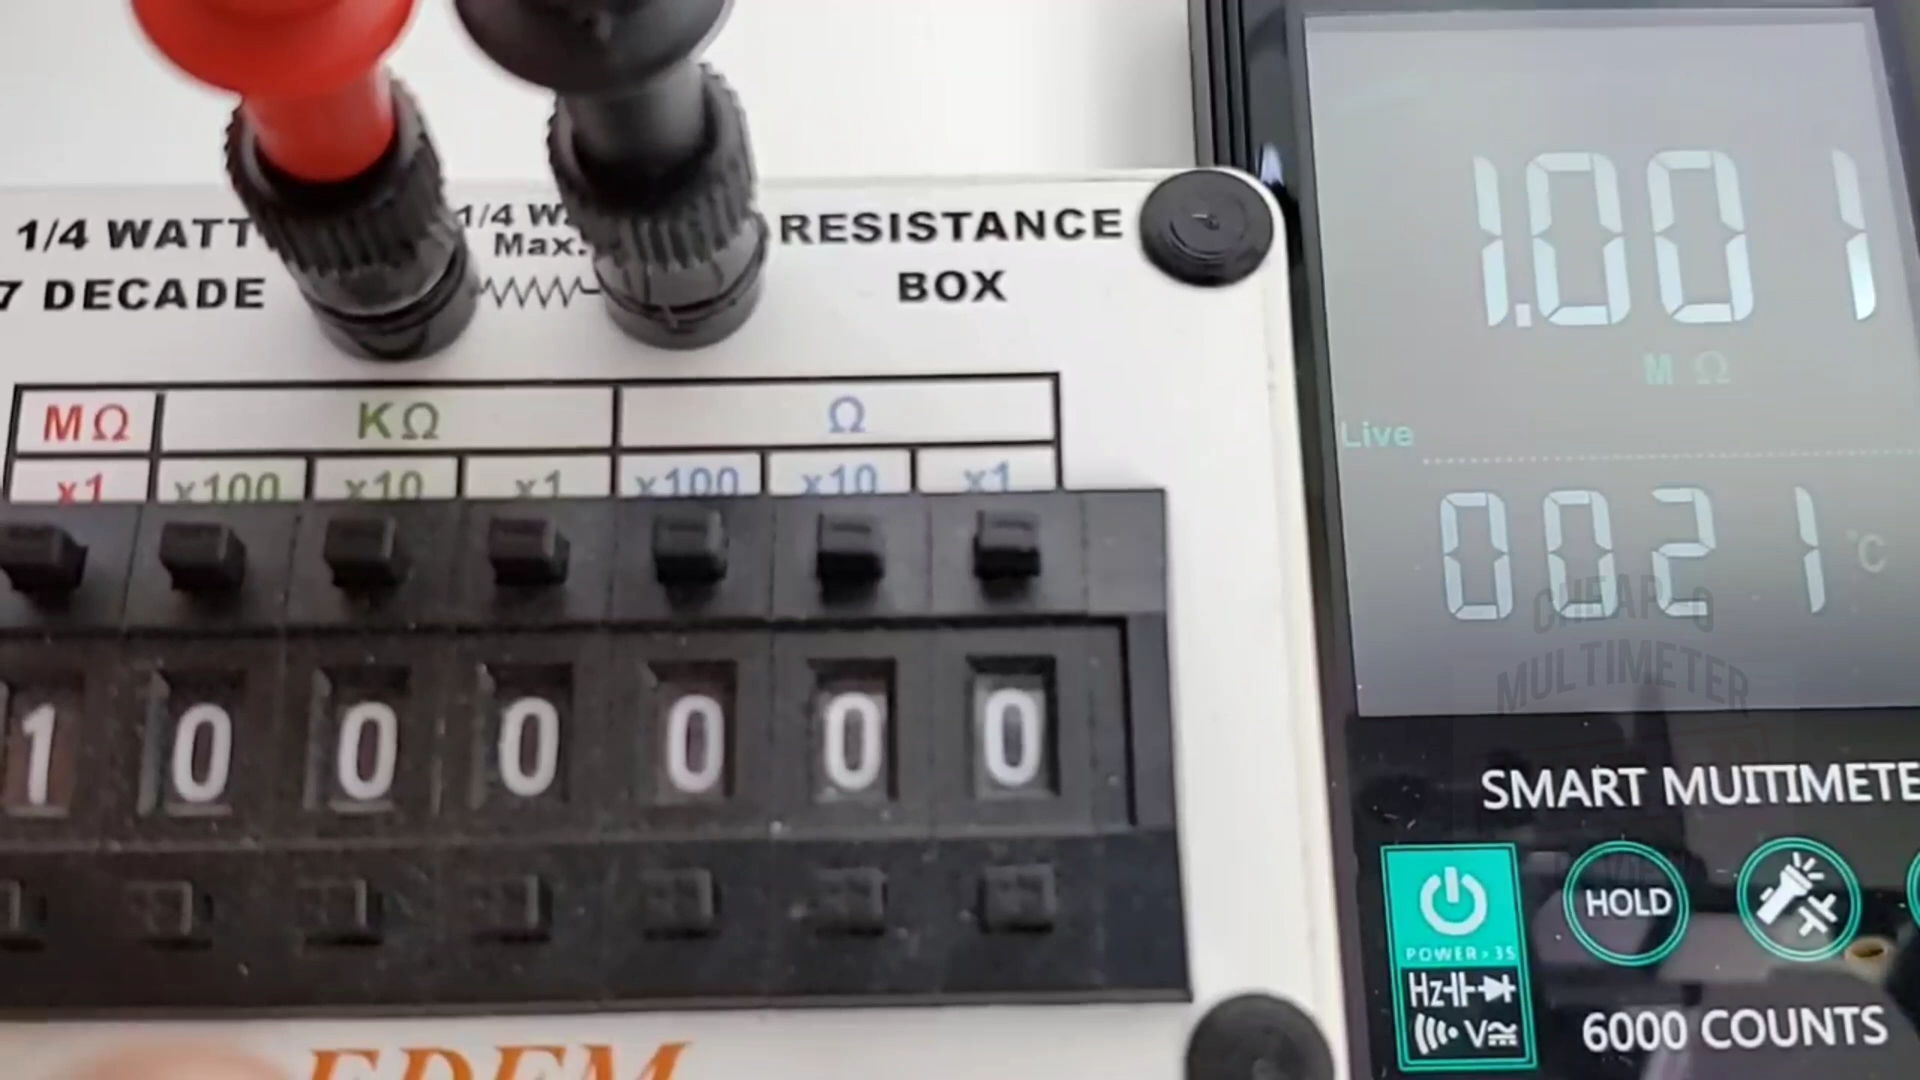 1/4 WATT
7 DECADE
1/4 W
Max.
RESISTANCE
BOX
MΩ KΩ Ω
x1 x100 x10 x1 x100 x10 x1
1 0 0 0 0 0 0
1.001
MΩ
Live
0021 °C
CHEAP-O
MULTIMETER
SMART MUITIMETE
HOLD
POWER>3S
Hz
V
6000 COUNTS